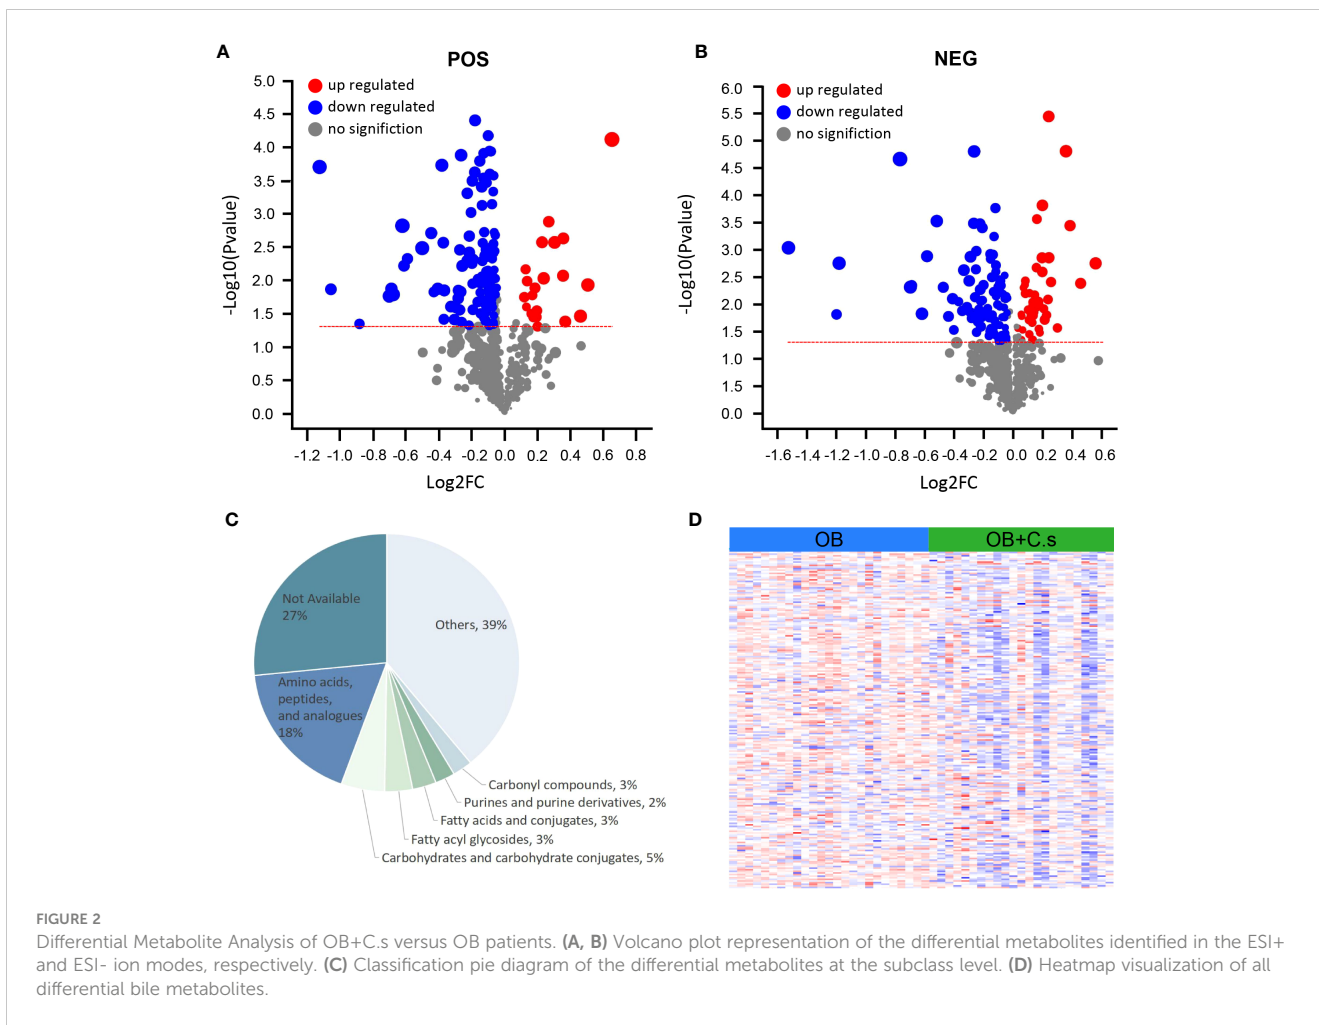 A
POS
up regulated
down regulated
no significtion
5.0
4.5
4.0
3.5
3.0
2.5
2.0
1.5
1.0
0.5
0.0
-Log10(Pvalue)
-1.2 -1.0 -0.8 -0.6 -0.4 -0.2 0.0 0.2 0.4 0.6 0.8
Log2FC
B
NEG
up regulated
down regulated
no significtion
6.0
5.5
5.0
4.5
4.0
3.5
3.0
2.5
2.0
1.5
1.0
1.5
0.0
-Log10(Pvalue)
-1.6 -1.4 -1.2 -1.0 -0.8 -0.6 -0.4 -0.2 0.0 0.2 0.4 0.6
Log2FC
C
Not Available
27%
Others, 39%
Amino acids,
peptides,
and analogues
18%
Carbonyl compounds, 3%
Purines and purine derivatives, 2%
Fatty acids and conjugates, 3%
Fatty acyl glycosides, 3%
Carbohydrates and carbohydrate conjugates, 5%
D
OB OB+C.s
FIGURE 2
Differential Metabolite Analysis of OB+C.s versus OB patients. (A, B) Volcano plot representation of the differential metabolites identified in the ESI+
and ESI- ion modes, respectively. (C) Classification pie diagram of the differential metabolites at the subclass level. (D) Heatmap visualization of all
differential bile metabolites.